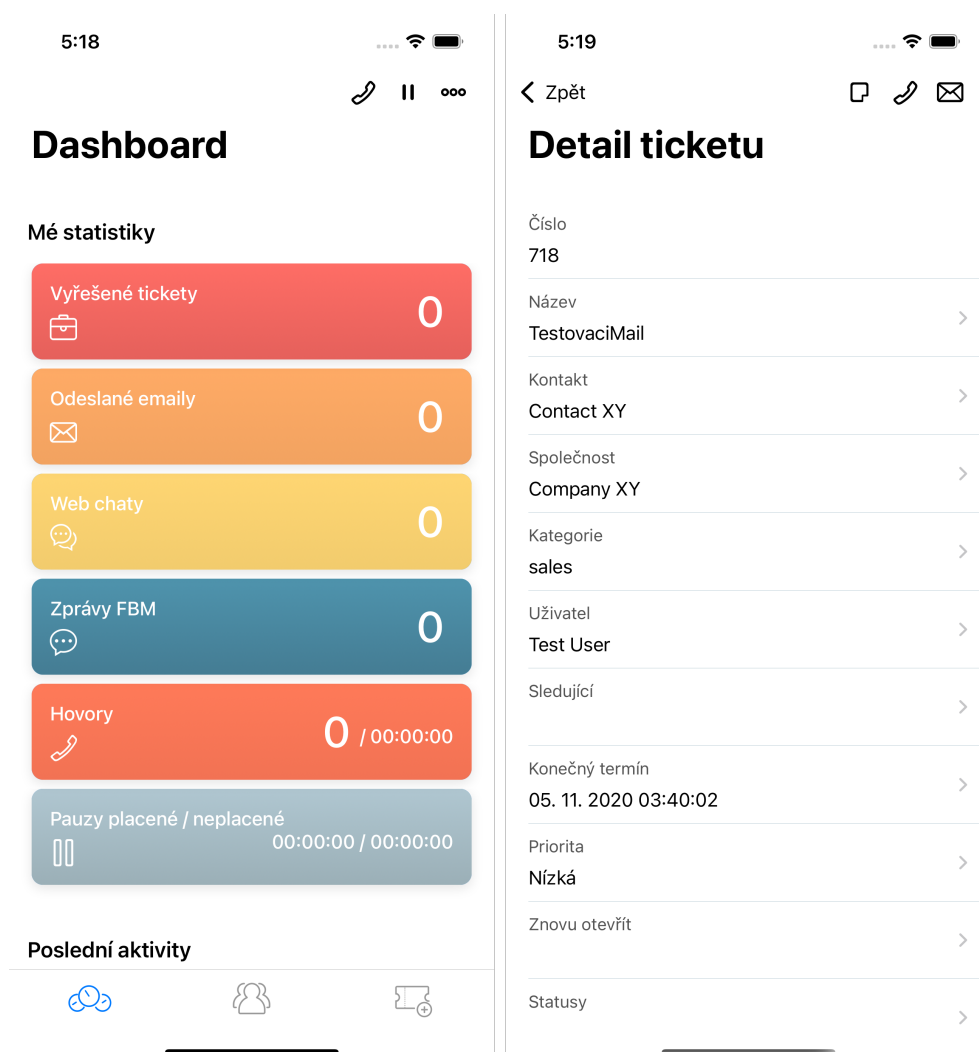 5:18
Dashboard
Mé statistiky
Vyřešené tickety
0
Odeslané emaily
0
Web chaty
0
Zprávy FBM
0
Hovory
0 / 00:00:00
Pauzy placené / neplacené
00:00:00 / 00:00:00
Poslední aktivity
5:19
Zpět
Detail ticketu
Číslo
718
Název
TestovaciMail
Kontakt
Contact XY
Společnost
Company XY
Kategorie
sales
Uživatel
Test User
Sledující
Konečný termín
05. 11. 2020 03:40:02
Priorita
Nízká
Znovu otevřít
Statusy